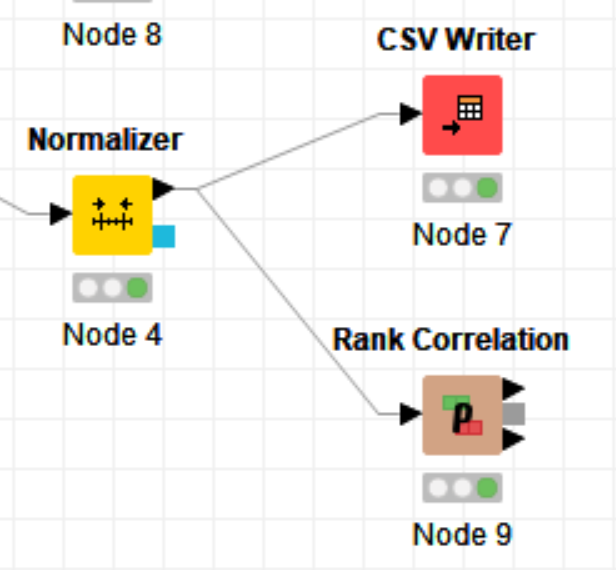 Node 8
CSV Writer
Normalizer
Node 7
Node 4
Rank Correlation
ρ
Node 9